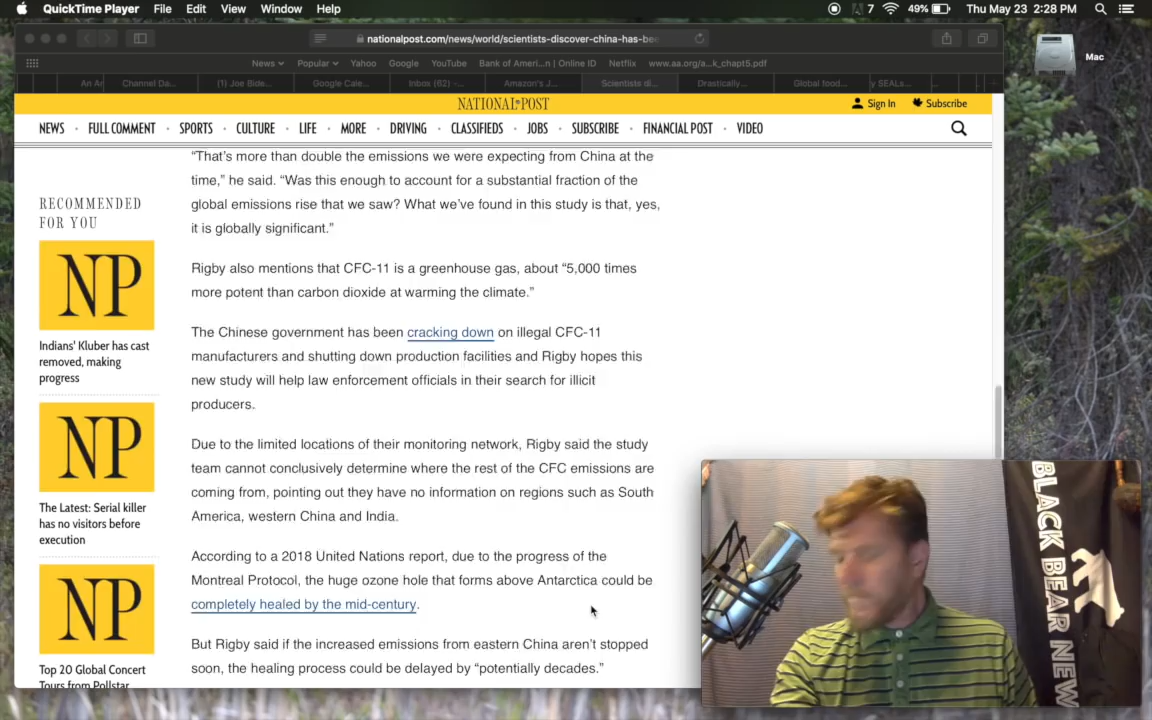 QuickTime Player File Edit View Window Help
7 49% Thu May 23 2:28 PM
Mac
nationalpost.com/news/world/scientists-discover-china-has-bee
News Popular Yahoo Google YouTube Bank of Ameri...n | Online ID Netflix www.aa.org/a...k_chapt5.pdf
An Ar Channel Da... (1) Joe Bide... Google Cale... Inbox (62) -... Amazon's J... Scientists di... Drastically... Global food... y SEALs...
NATIONAL POST
Sign In Subscribe
NEWS • FULL COMMENT • SPORTS • CULTURE • LIFE • MORE • DRIVING • CLASSIFIEDS • JOBS • SUBSCRIBE • FINANCIAL POST • VIDEO
RECOMMENDED
FOR YOU
NP
Indians' Kluber has cast
removed, making
progress
NP
The Latest: Serial killer
has no visitors before
execution
NP
Top 20 Global Concert
Tours from Pollstar
“That’s more than double the emissions we were expecting from China at the
time,” he said. “Was this enough to account for a substantial fraction of the
global emissions rise that we saw? What we’ve found in this study is that, yes,
it is globally significant.”
Rigby also mentions that CFC-11 is a greenhouse gas, about “5,000 times
more potent than carbon dioxide at warming the climate.”
The Chinese government has been cracking down on illegal CFC-11
manufacturers and shutting down production facilities and Rigby hopes this
new study will help law enforcement officials in their search for illicit
producers.
Due to the limited locations of their monitoring network, Rigby said the study
team cannot conclusively determine where the rest of the CFC emissions are
coming from, pointing out they have no information on regions such as South
America, western China and India.
According to a 2018 United Nations report, due to the progress of the
Montreal Protocol, the huge ozone hole that forms above Antarctica could be
completely healed by the mid-century.
But Rigby said if the increased emissions from eastern China aren’t stopped
soon, the healing process could be delayed by “potentially decades.”
BLACK BEAR NEW